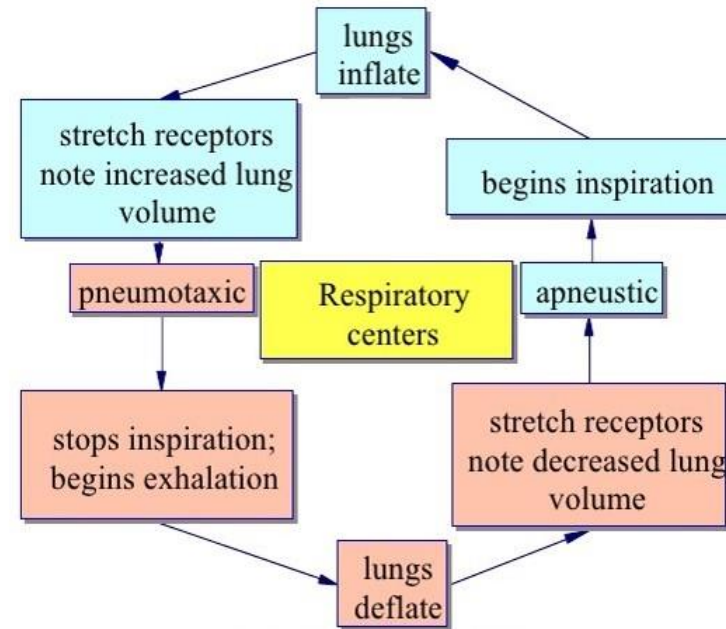 lungs
inflate
stretch receptors
note increased lung
volume
begins inspiration
pneumotaxic
Respiratory
centers
apneustic
stops inspiration;
begins exhalation
stretch receptors
note decreased lung
volume
lungs
deflate